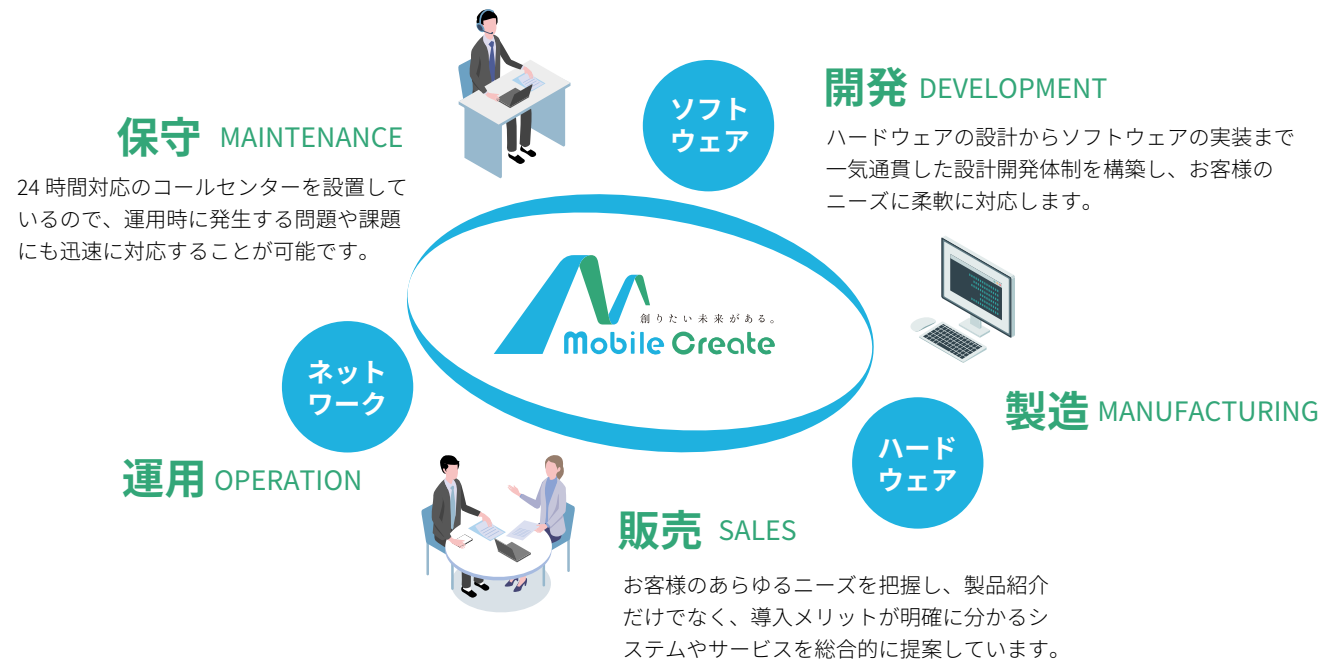 保守 MAINTENANCE
24 時間対応のコールセンターを設置して
いるので、運用時に発生する問題や課題
にも迅速に対応することが可能です。
ソフト
ウェア
開発 DEVELOPMENT
ハードウェアの設計からソフトウェアの実装まで
一気通貫した設計開発体制を構築し、お客様の
ニーズに柔軟に対応します。
創りたい未来がある。
Mobile Create
ネット
ワーク
製造 MANUFACTURING
ハード
ウェア
運用 OPERATION
販売 SALES
お客様のあらゆるニーズを把握し、製品紹介
だけでなく、導入メリットが明確に分かるシ
ステムやサービスを総合的に提案しています。